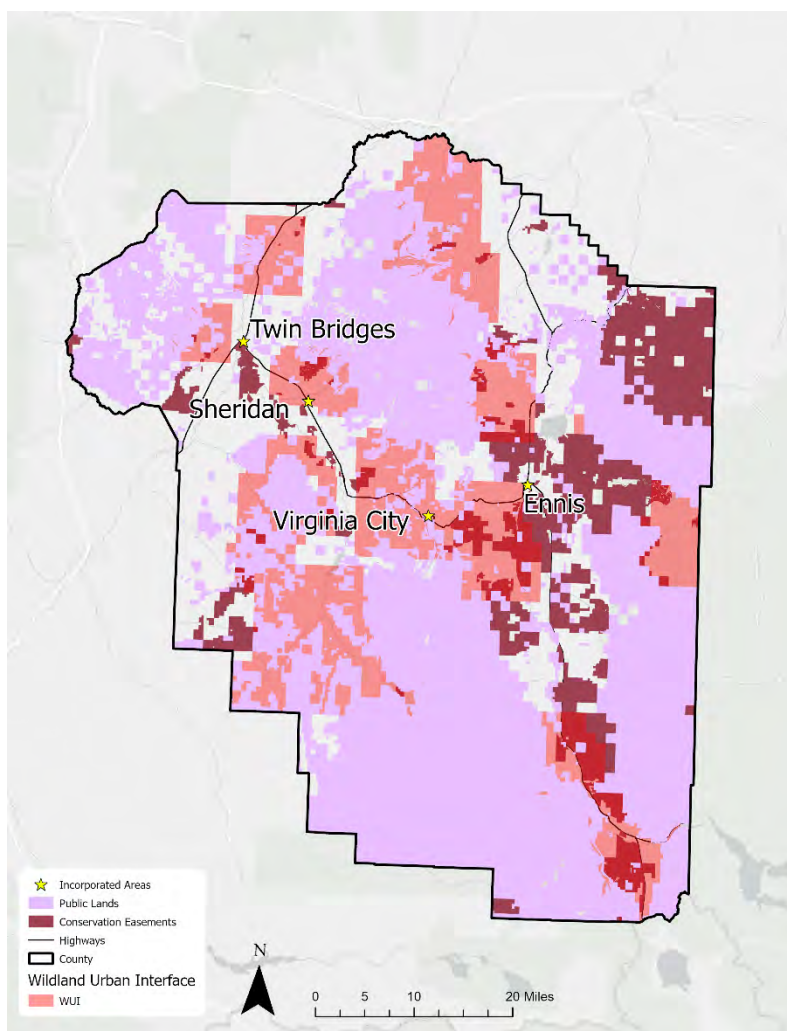 Twin Bridges
Sheridan
Virginia City
Ennis
Incorporated Areas
Public Lands
Conservation Easements
Highways
County
Wildland Urban Interface
WUI
N
0 5 10 20 Miles